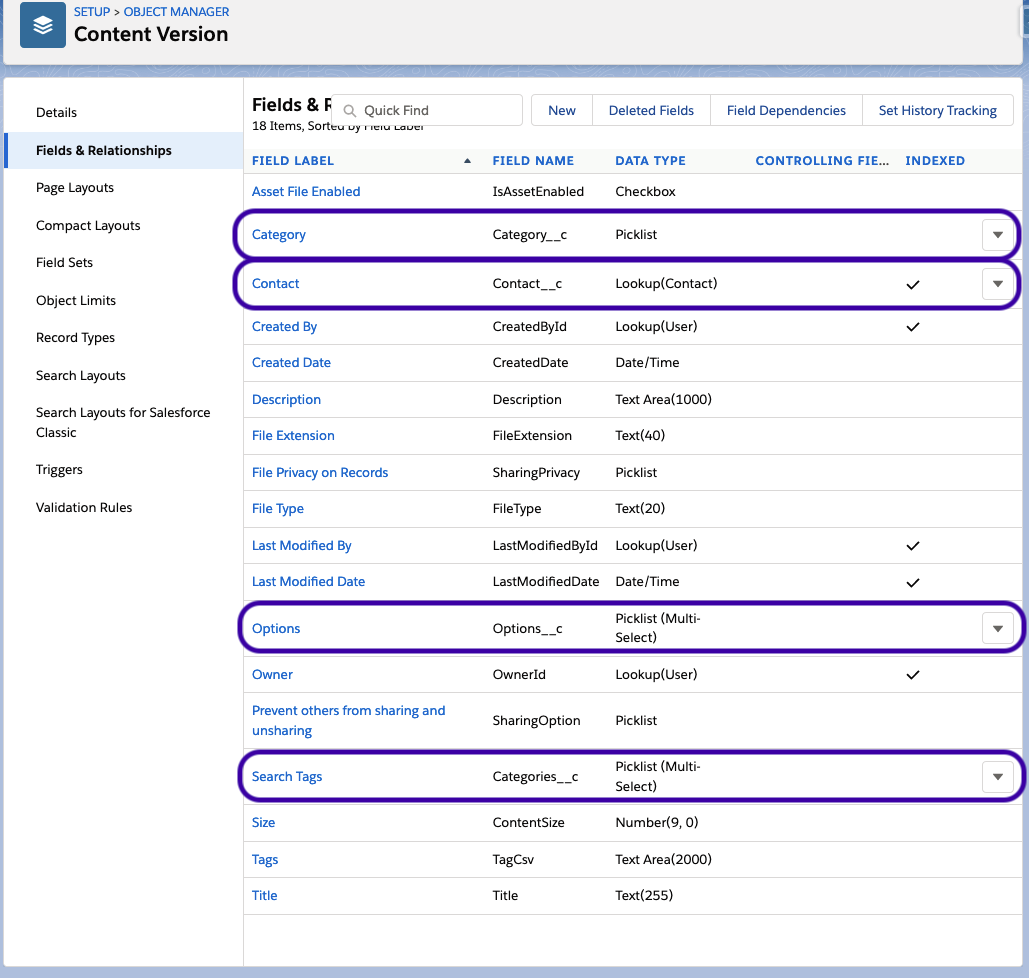 SETUP > OBJECT MANAGER
Content Version
Details
Fields & Relationships
Page Layouts
Compact Layouts
Field Sets
Object Limits
Record Types
Search Layouts
Search Layouts for Salesforce
Classic
Triggers
Validation Rules
Fields & R
18 Items, Sorted by Field Label
Quick Find
New
Deleted Fields
Field Dependencies
Set History Tracking
FIELD LABEL FIELD NAME DATA TYPE CONTROLLING FIE... INDEXED
Asset File Enabled IsAssetEnabled Checkbox
Category Category__c Picklist
Contact Contact__c Lookup(Contact)
Created By CreatedById Lookup(User)
Created Date CreatedDate Date/Time
Description Description Text Area(1000)
File Extension FileExtension Text(40)
File Privacy on Records SharingPrivacy Picklist
File Type FileType Text(20)
Last Modified By LastModifiedById Lookup(User)
Last Modified Date LastModifiedDate Date/Time
Options Options__c Picklist (Multi-
Select)
Owner OwnerId Lookup(User)
Prevent others from sharing and
unsharing SharingOption Picklist
Search Tags Categories__c Picklist (Multi-
Select)
Size ContentSize Number(9, 0)
Tags TagCsv Text Area(2000)
Title Title Text(255)